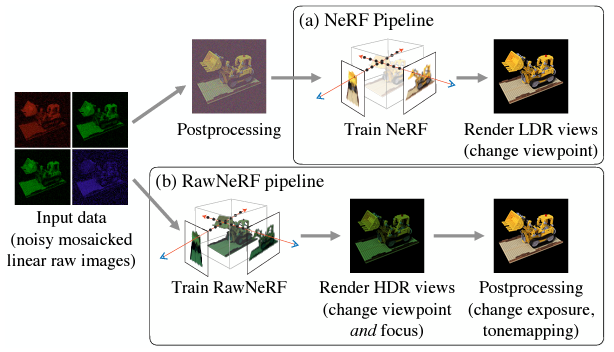 (a) NeRF Pipeline
Postprocessing
Train NeRF
Render LDR views
(change viewpoint)
Input data
(noisy mosaicked
linear raw images)
(b) RawNeRF pipeline
Train RawNeRF
Render HDR views
(change viewpoint
and focus)
Postprocessing
(change exposure,
tonemapping)